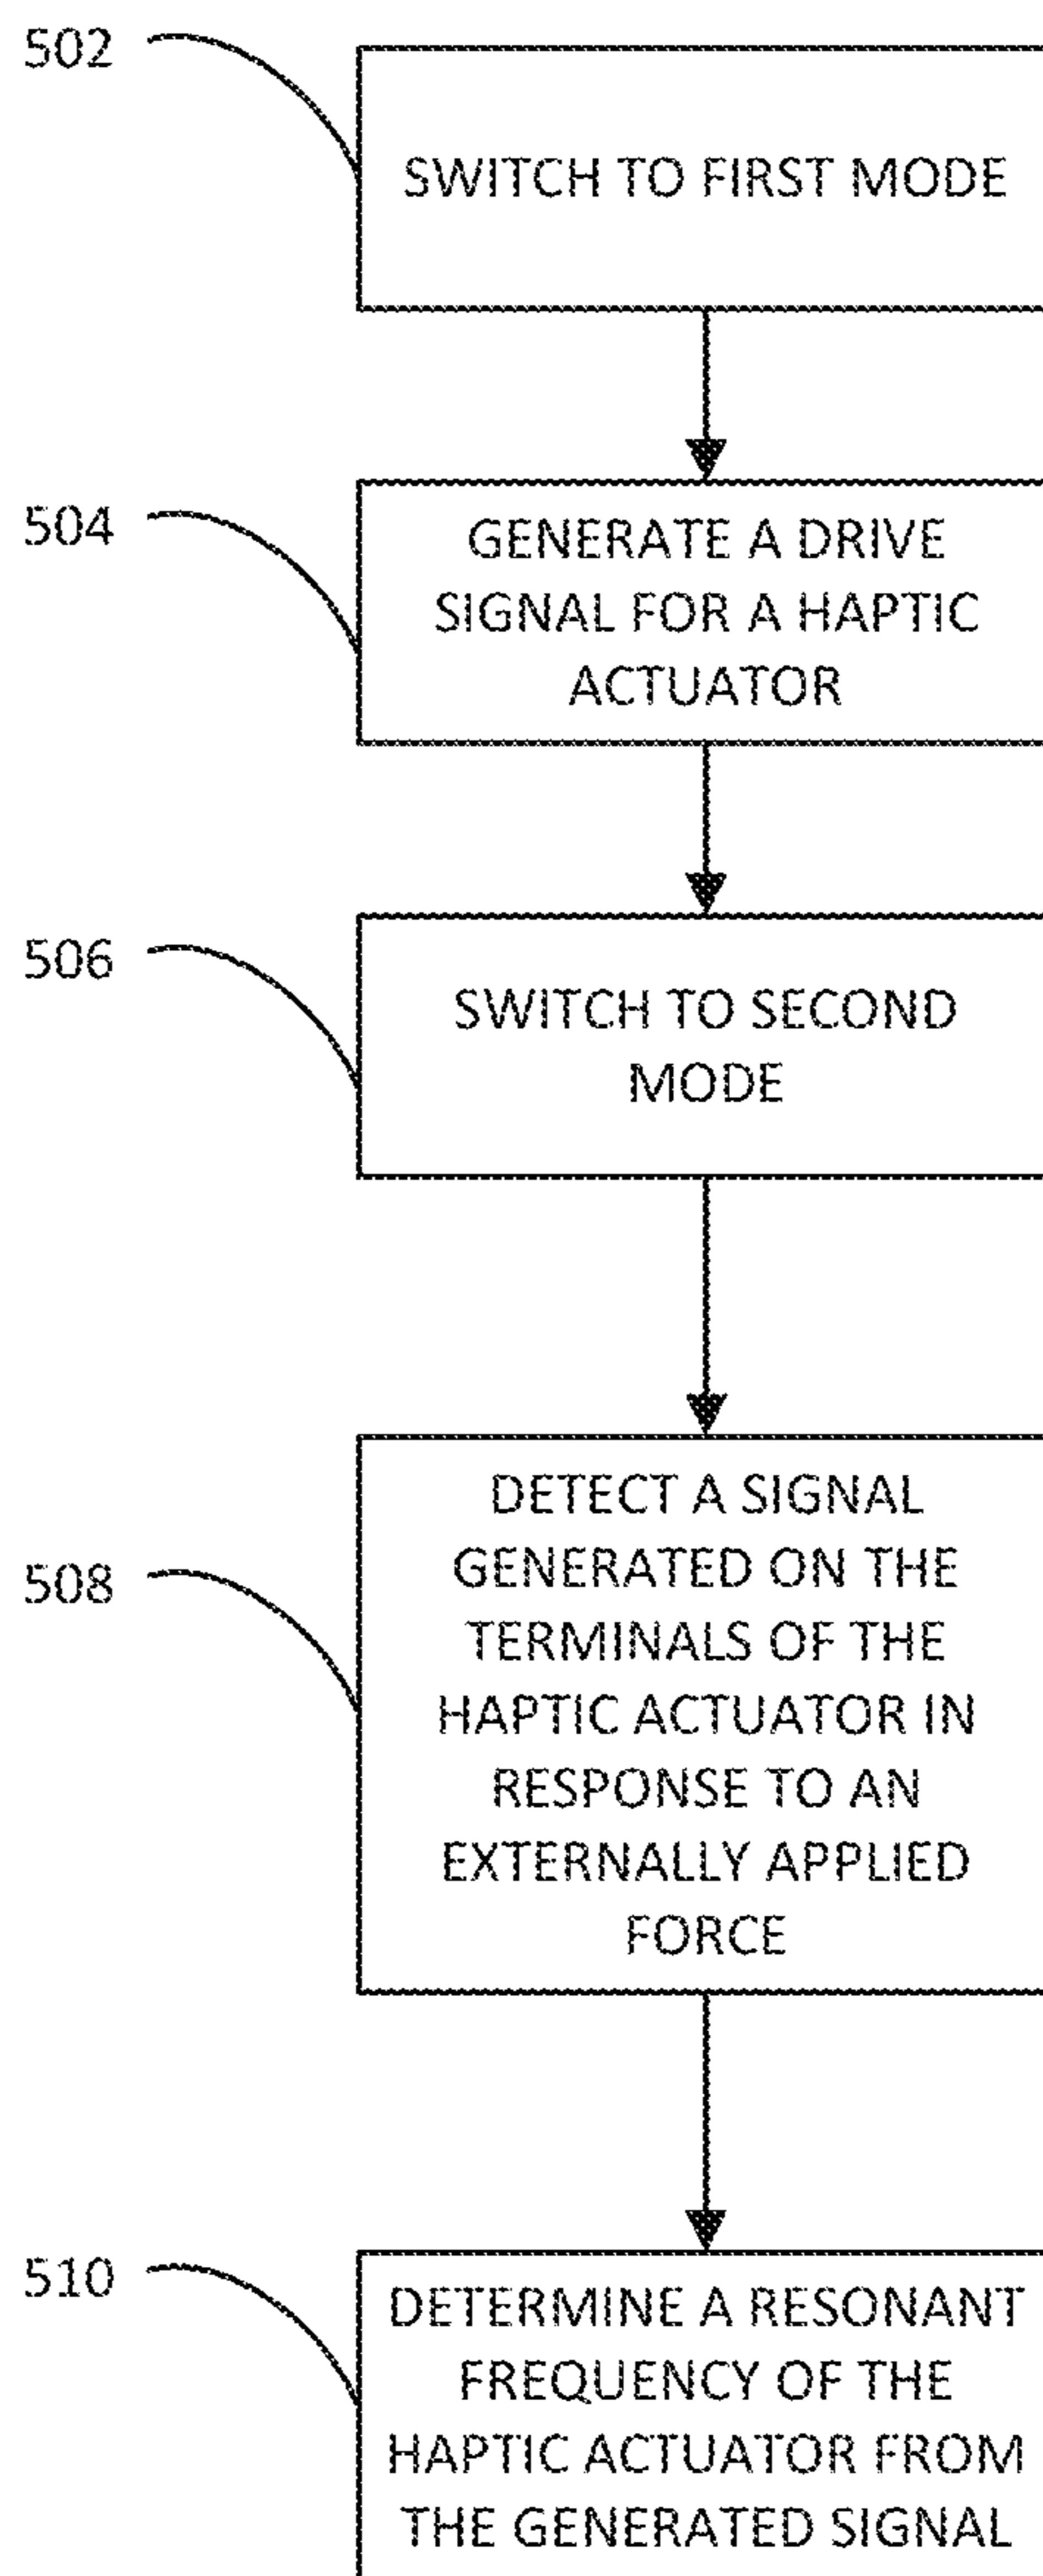 502
SWITCH TO FIRST MODE
504
GENERATE A DRIVE
SIGNAL FOR A HAPTIC
ACTUATOR
506
SWITCH TO SECOND
MODE
508
DETECT A SIGNAL
GENERATED ON THE
TERMINALS OF THE
HAPTIC ACTUATOR IN
RESPONSE TO AN
EXTERNALLY APPLIED
FORCE
510
DETERMINE A RESONANT
FREQUENCY OF THE
HAPTIC ACTUATOR FROM
THE GENERATED SIGNAL